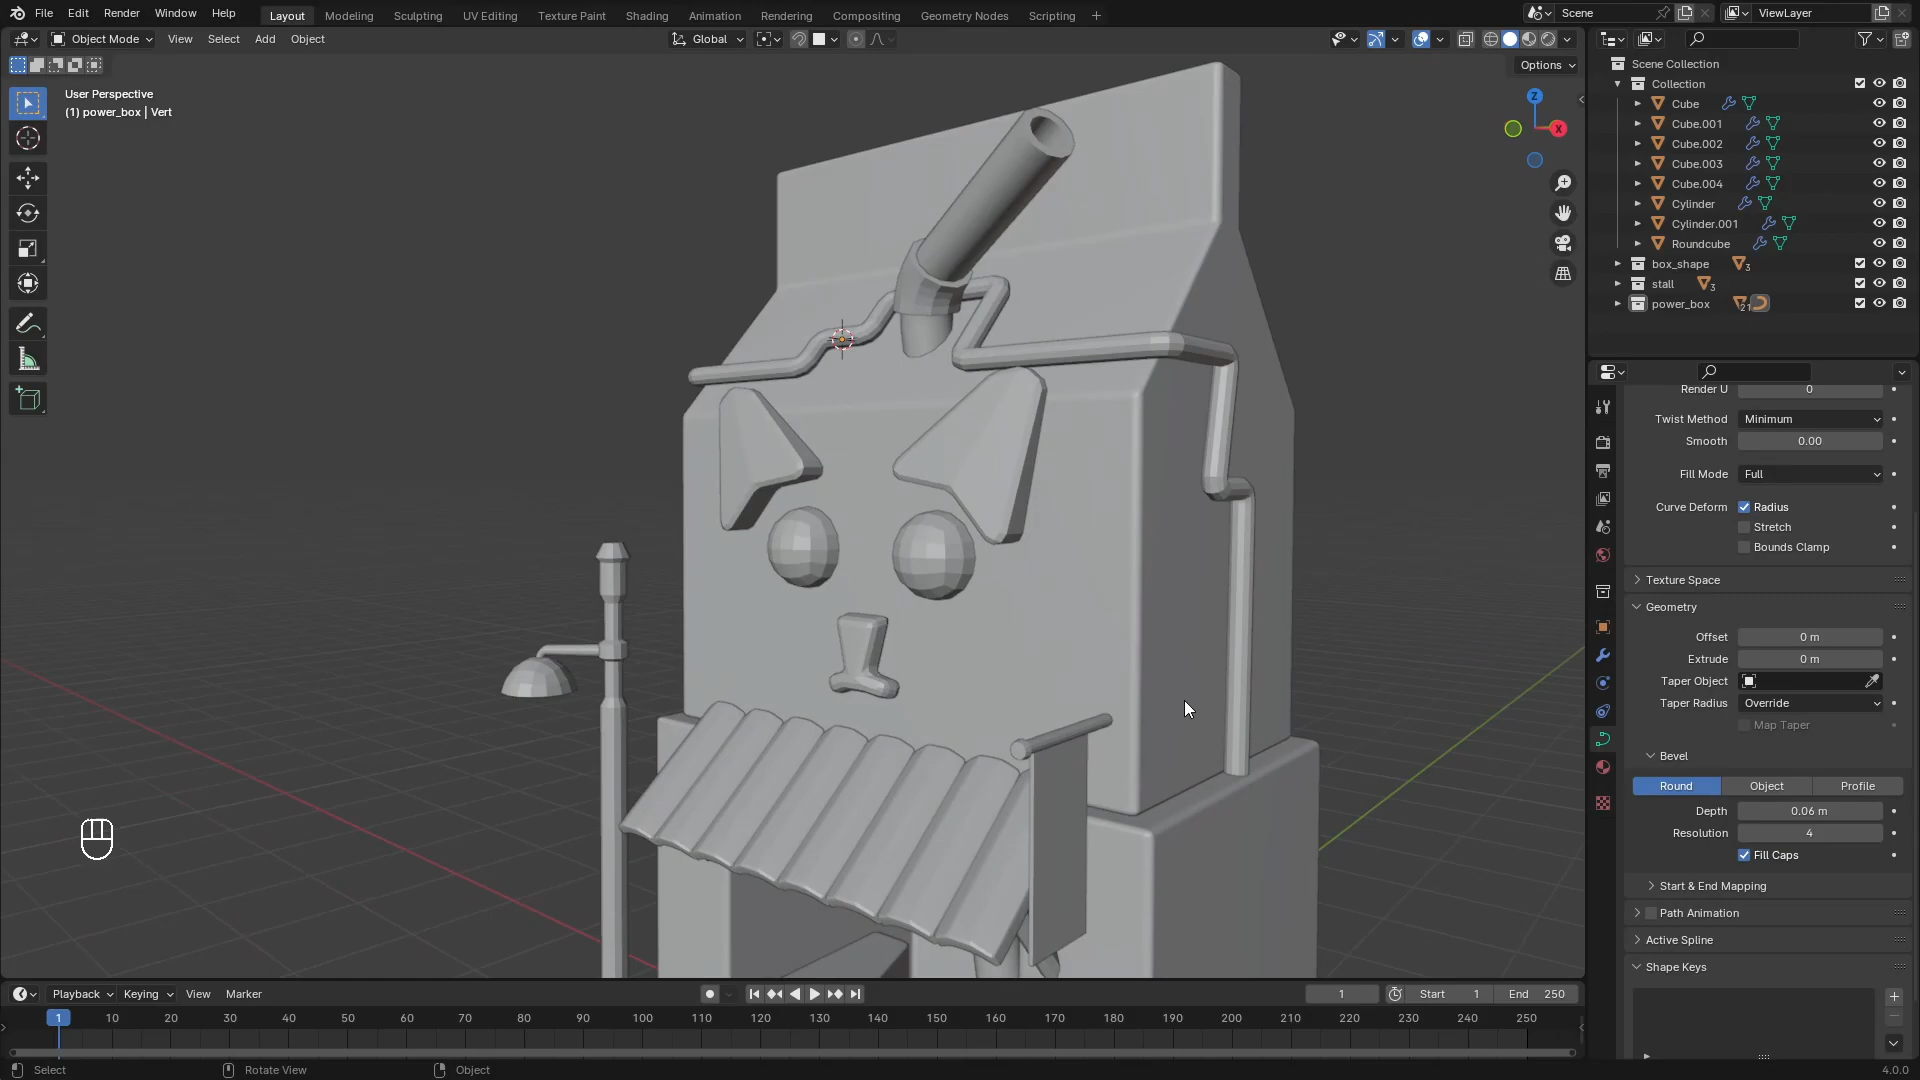 File Edit Render Window Help
Layout Modeling Sculpting UV Editing Texture Paint Shading Animation Rendering Compositing Geometry Nodes Scripting +
Scene
ViewLayer
Object Mode View Select Add Object
Global
Options
User Perspective
(1) power_box | Vert
Z
X
Scene Collection
Collection
Cube
Cube.001
Cube.002
Cube.003
Cube.004
Cylinder
Cylinder.001
Roundcube
box_shape 3
stall 3
power_box 21
Render U 0
Twist Method Minimum
Smooth 0.00
Fill Mode Full
Curve Deform Radius
Stretch
Bounds Clamp
Texture Space
Geometry
Offset 0 m
Extrude 0 m
Taper Object
Taper Radius Override
Map Taper
Bevel
Round Object Profile
Depth 0.06 m
Resolution 4
Fill Caps
Start & End Mapping
Path Animation
Active Spline
Shape Keys
Playback Keying View Marker
1 Start 1 End 250
1 10 20 30 40 50 60 70 80 90 100 110 120 130 140 150 160 170 180 190 200 210 220 230 240 250
Select Rotate View Object 4.0.0